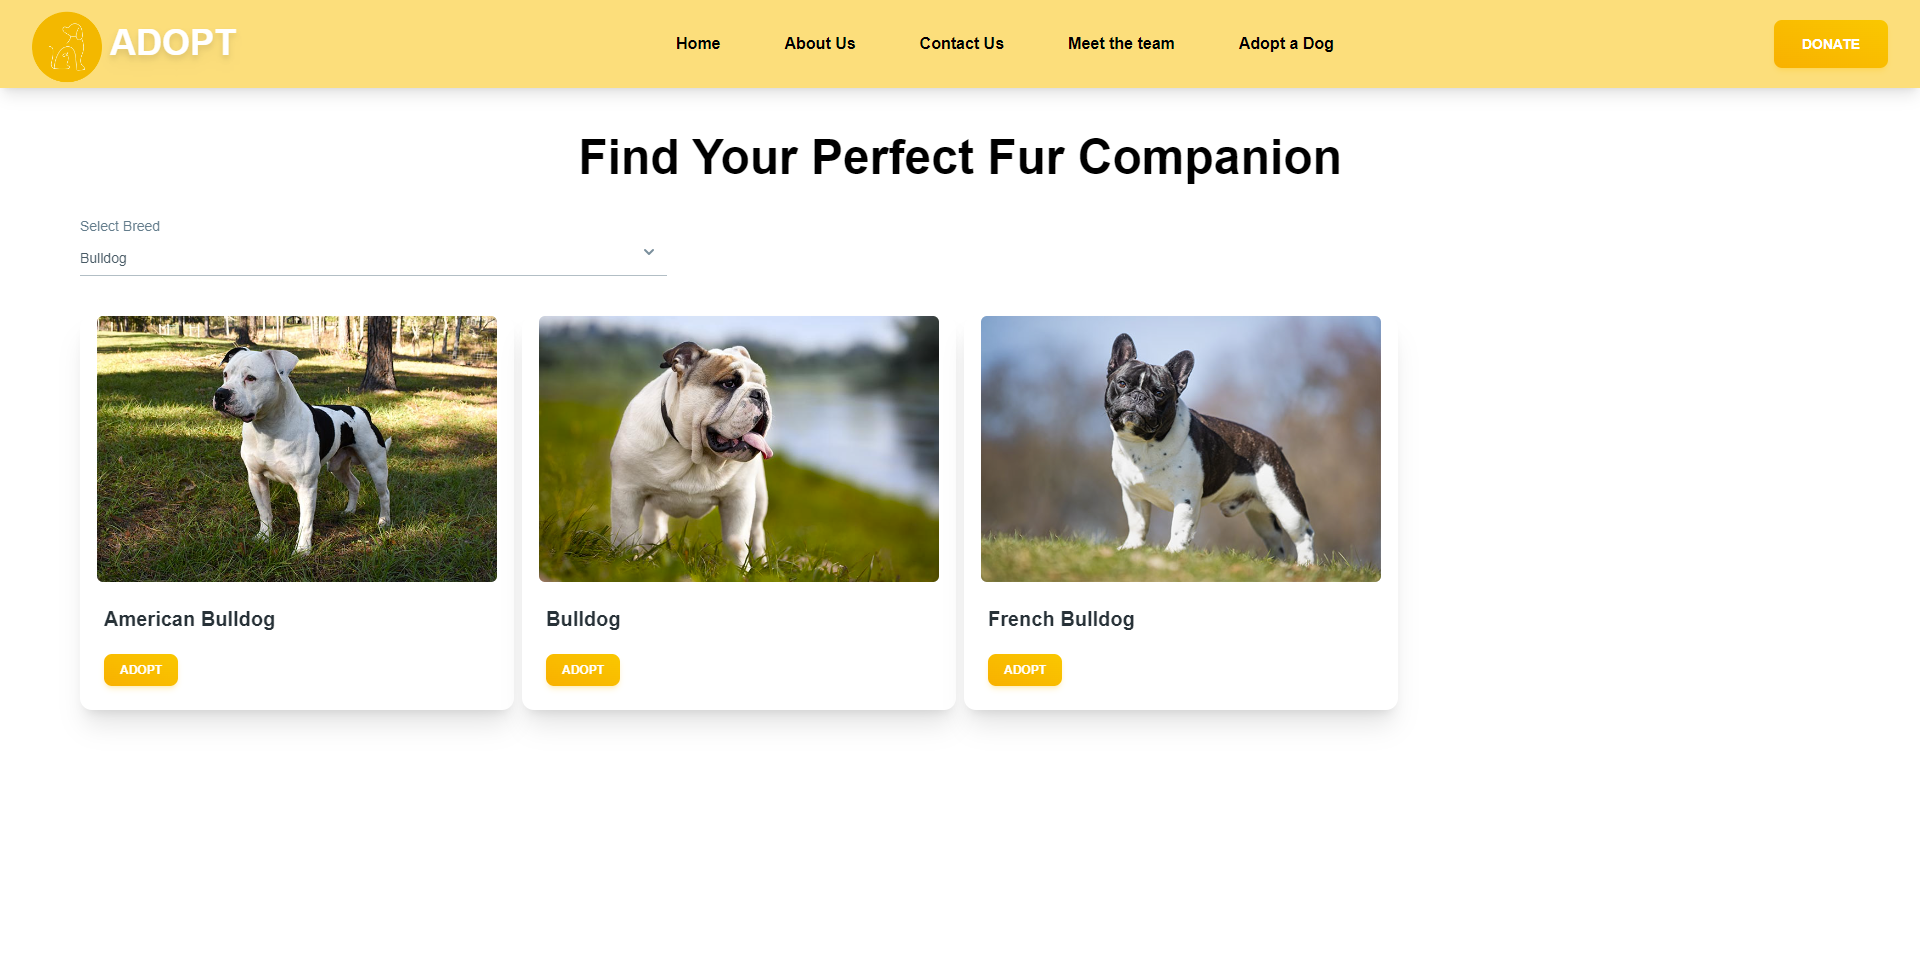 ADOPT
Home About Us Contact Us Meet the team Adopt a Dog
DONATE
Find Your Perfect Fur Companion
Select Breed
Bulldog
American Bulldog
ADOPT
Bulldog
ADOPT
French Bulldog
ADOPT